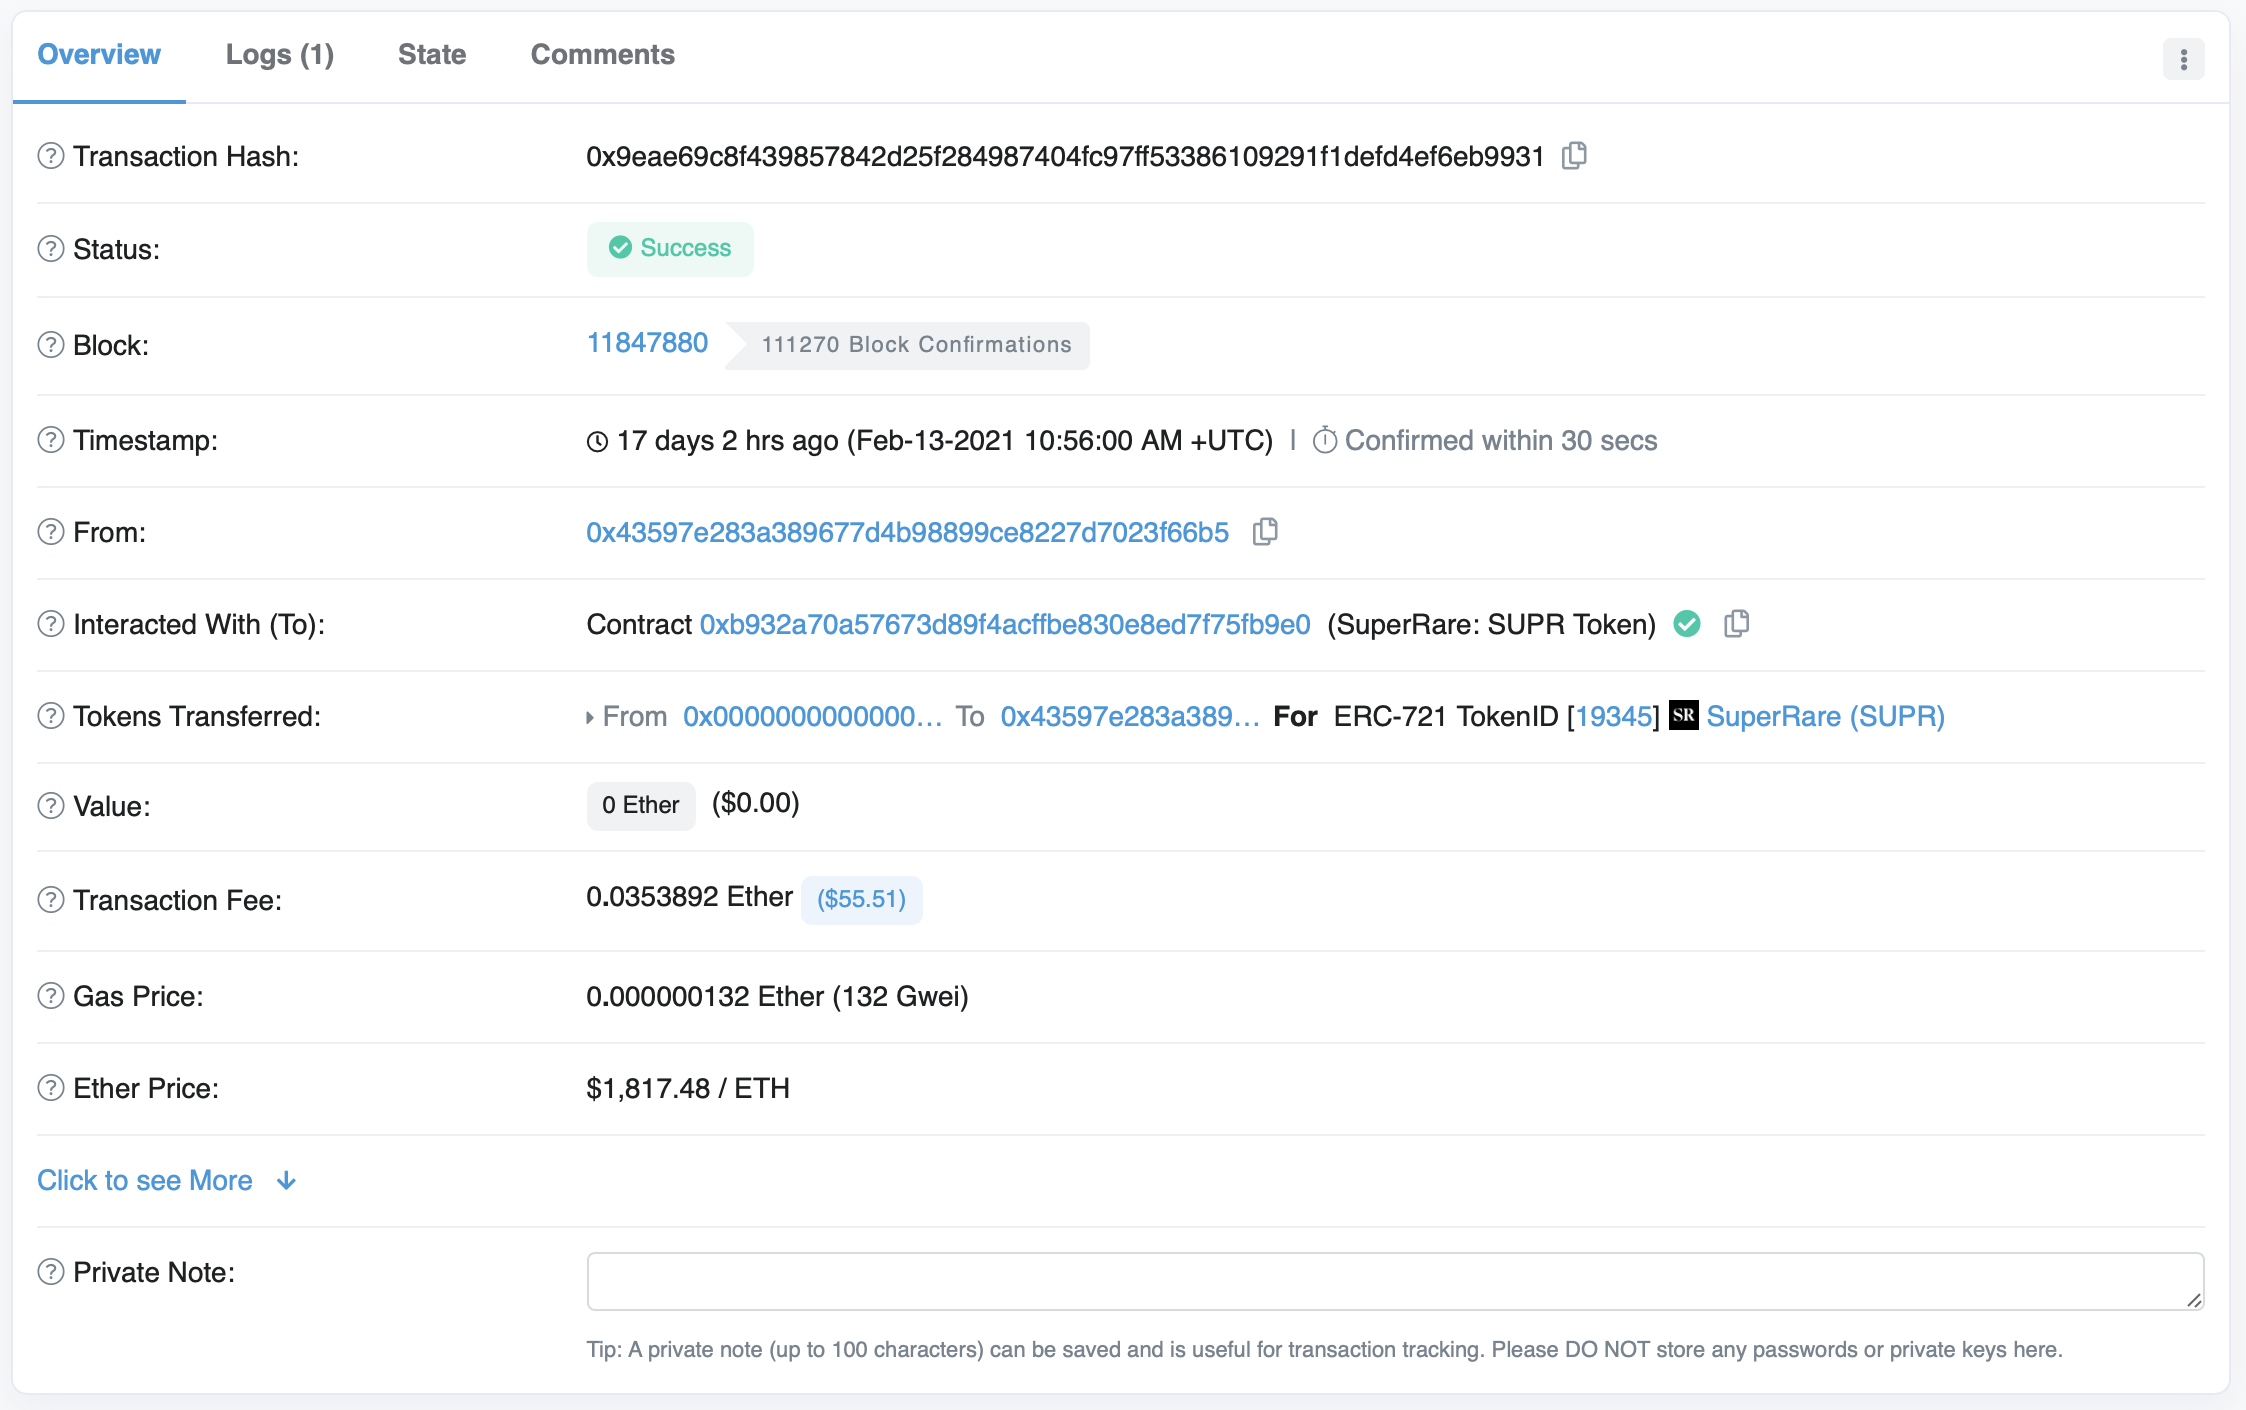 Overview Logs (1) State Comments
Transaction Hash: 0x9eae69c8f439857842d25f284987404fc97ff53386109291f1defd4ef6eb9931
Status: Success
Block: 11847880 111270 Block Confirmations
Timestamp: 17 days 2 hrs ago (Feb-13-2021 10:56:00 AM +UTC) | Confirmed within 30 secs
From: 0x43597e283a389677d4b98899ce8227d7023f66b5
Interacted With (To): Contract 0xb932a70a57673d89f4acffbe830e8ed7f75fb9e0 (SuperRare: SUPR Token)
Tokens Transferred: From 0x0000000000000... To 0x43597e283a389... For ERC-721 TokenID [19345] SR SuperRare (SUPR)
Value: 0 Ether ($0.00)
Transaction Fee: 0.0353892 Ether ($55.51)
Gas Price: 0.000000132 Ether (132 Gwei)
Ether Price: $1,817.48 / ETH
Click to see More
Private Note:
Tip: A private note (up to 100 characters) can be saved and is useful for transaction tracking. Please DO NOT store any passwords or private keys here.